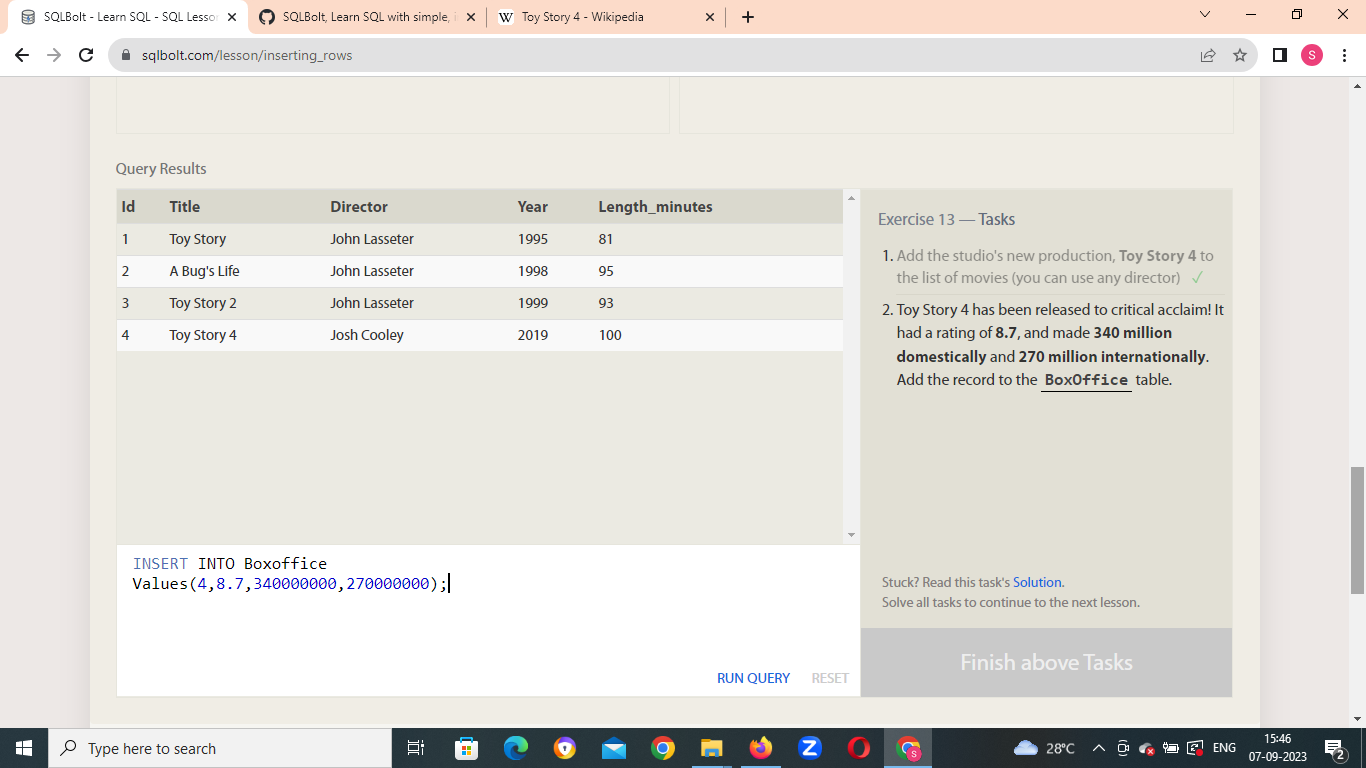 SQLBolt - Learn SQL - SQL Lesson
SQLBolt, Learn SQL with simple, i
W Toy Story 4 - Wikipedia
sqlbolt.com/lesson/inserting_rows
S
Query Results
Id Title Director Year Length_minutes
1 Toy Story John Lasseter 1995 81
2 A Bug's Life John Lasseter 1998 95
3 Toy Story 2 John Lasseter 1999 93
4 Toy Story 4 Josh Cooley 2019 100
Exercise 13 — Tasks
1. Add the studio's new production, Toy Story 4 to
the list of movies (you can use any director) ✓
2. Toy Story 4 has been released to critical acclaim! It
had a rating of 8.7, and made 340 million
domestically and 270 million internationally.
Add the record to the BoxOffice table.
INSERT INTO Boxoffice
Values(4,8.7,340000000,270000000);
RUN QUERY RESET
Stuck? Read this task's Solution.
Solve all tasks to continue to the next lesson.
Finish above Tasks
Type here to search
Z
S
28°C
ENG
15:46
07-09-2023
2